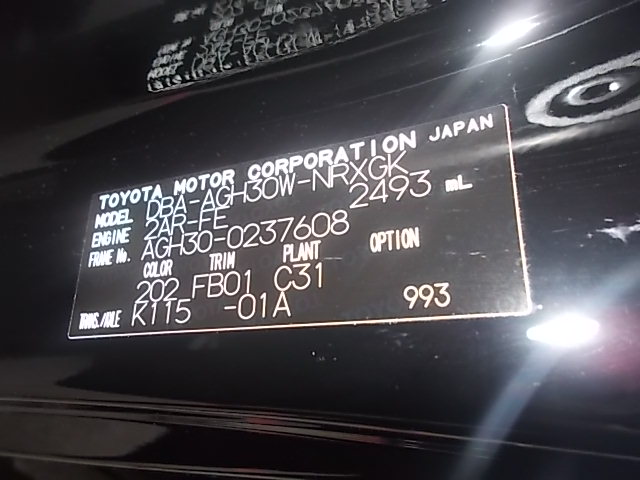 TOYOTA MOTOR CORPORATION JAPAN
MODEL DBA-AGH30W-NRXGK
ENGINE 2AR-FE 2493 mL
FRAME No. AGH30-0237608
COLOR TRIM PLANT OPTION
202 FB01 C31
TRANS./AXLE K115 -01A 993